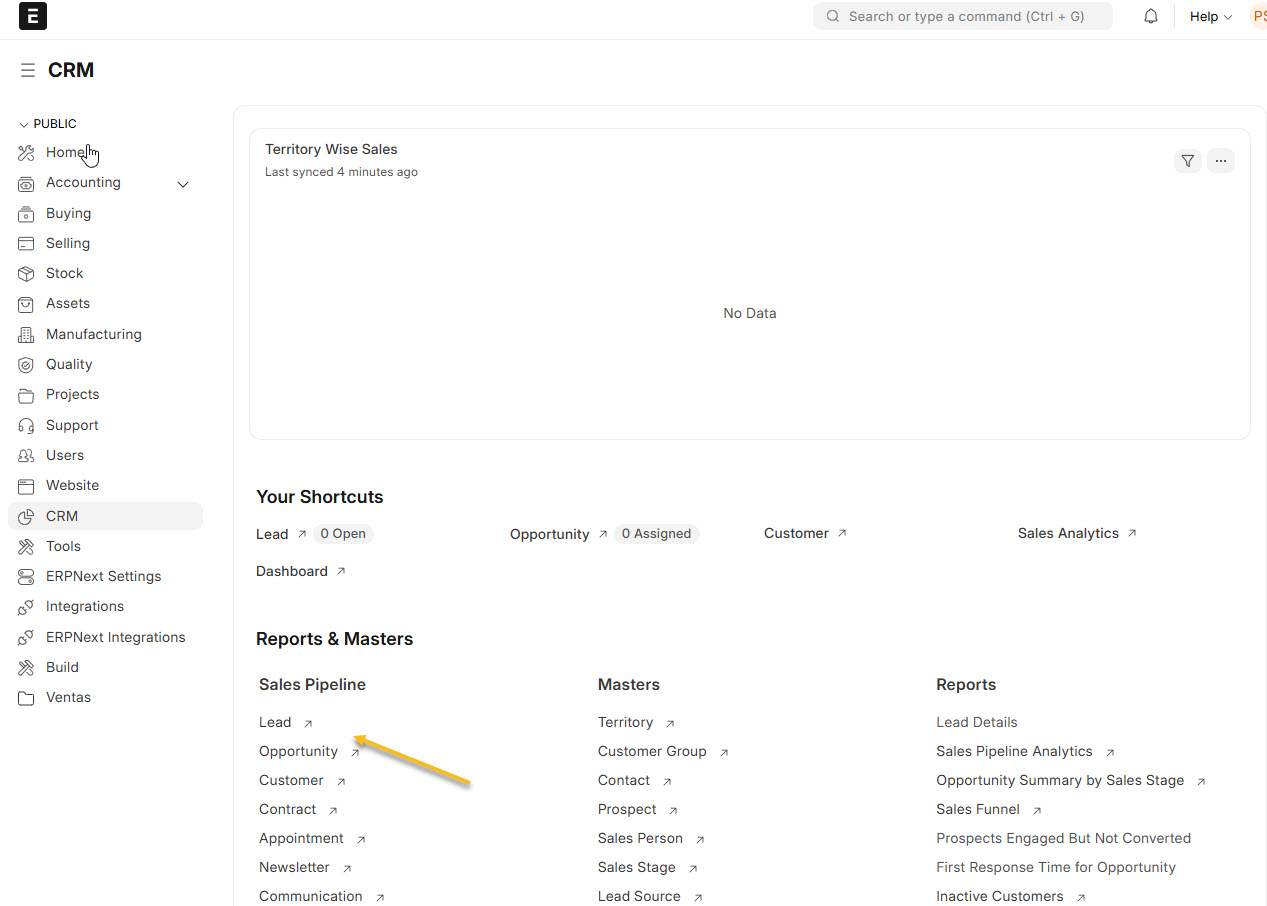 E
Search or type a command (Ctrl + G)
Help
PS
CRM
PUBLIC
Home
Accounting
Buying
Selling
Stock
Assets
Manufacturing
Quality
Projects
Support
Users
Website
CRM
Tools
ERPNext Settings
Integrations
ERPNext Integrations
Build
Ventas
Territory Wise Sales
Last synced 4 minutes ago
No Data
Your Shortcuts
Lead 0 Open
Opportunity 0 Assigned
Customer
Sales Analytics
Dashboard
Reports & Masters
Sales Pipeline
Lead
Opportunity
Customer
Contract
Appointment
Newsletter
Communication
Masters
Territory
Customer Group
Contact
Prospect
Sales Person
Sales Stage
Lead Source
Reports
Lead Details
Sales Pipeline Analytics
Opportunity Summary by Sales Stage
Sales Funnel
Prospects Engaged But Not Converted
First Response Time for Opportunity
Inactive Customers